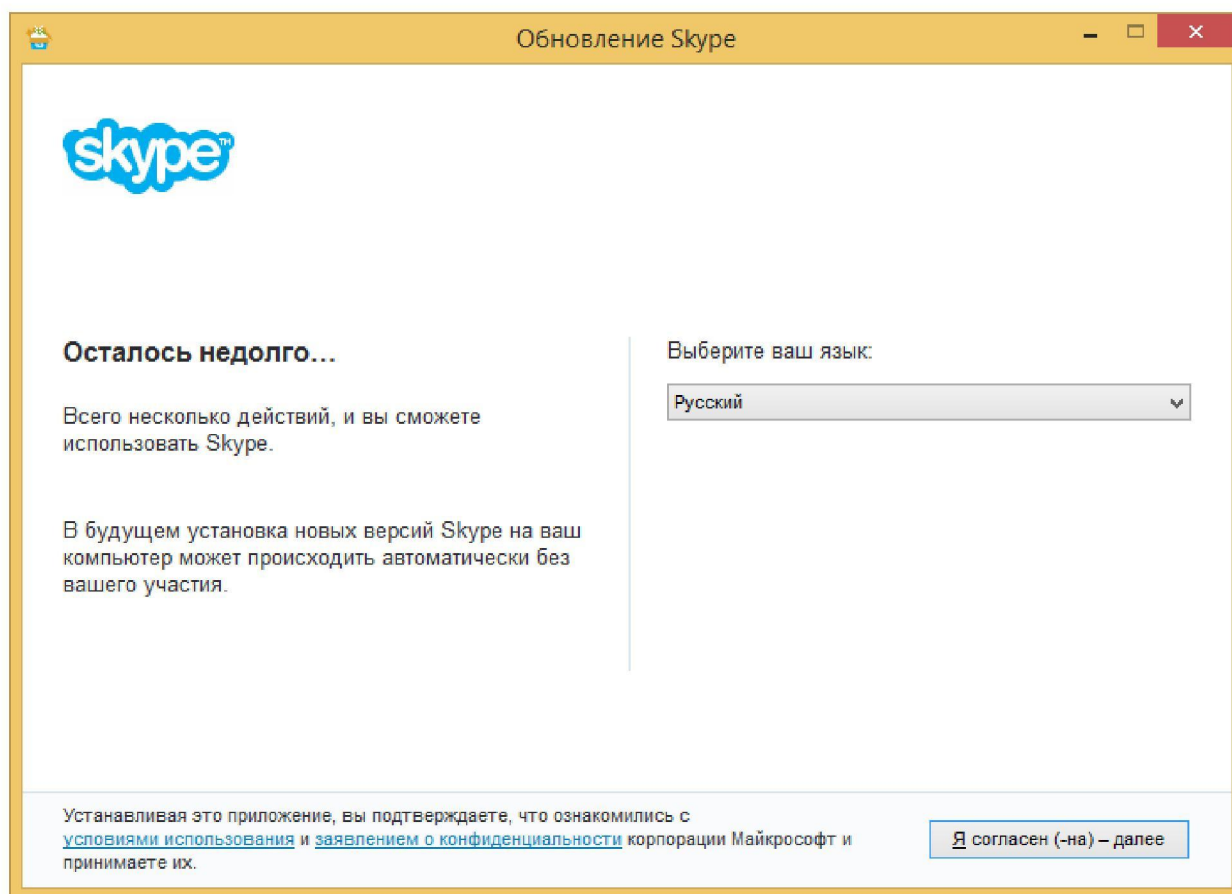 Обновление Skype
skype™
Осталось недолго...
Выберите ваш язык:
Русский
Всего несколько действий, и вы сможете
использовать Skype.
В будущем установка новых версий Skype на ваш
компьютер может происходить автоматически без
вашего участия.
Устанавливая это приложение, вы подтверждаете, что ознакомились с
условиями использования и заявлением о конфиденциальности корпорации Майкрософт и
принимаете их.
Я согласен (-на) – далее